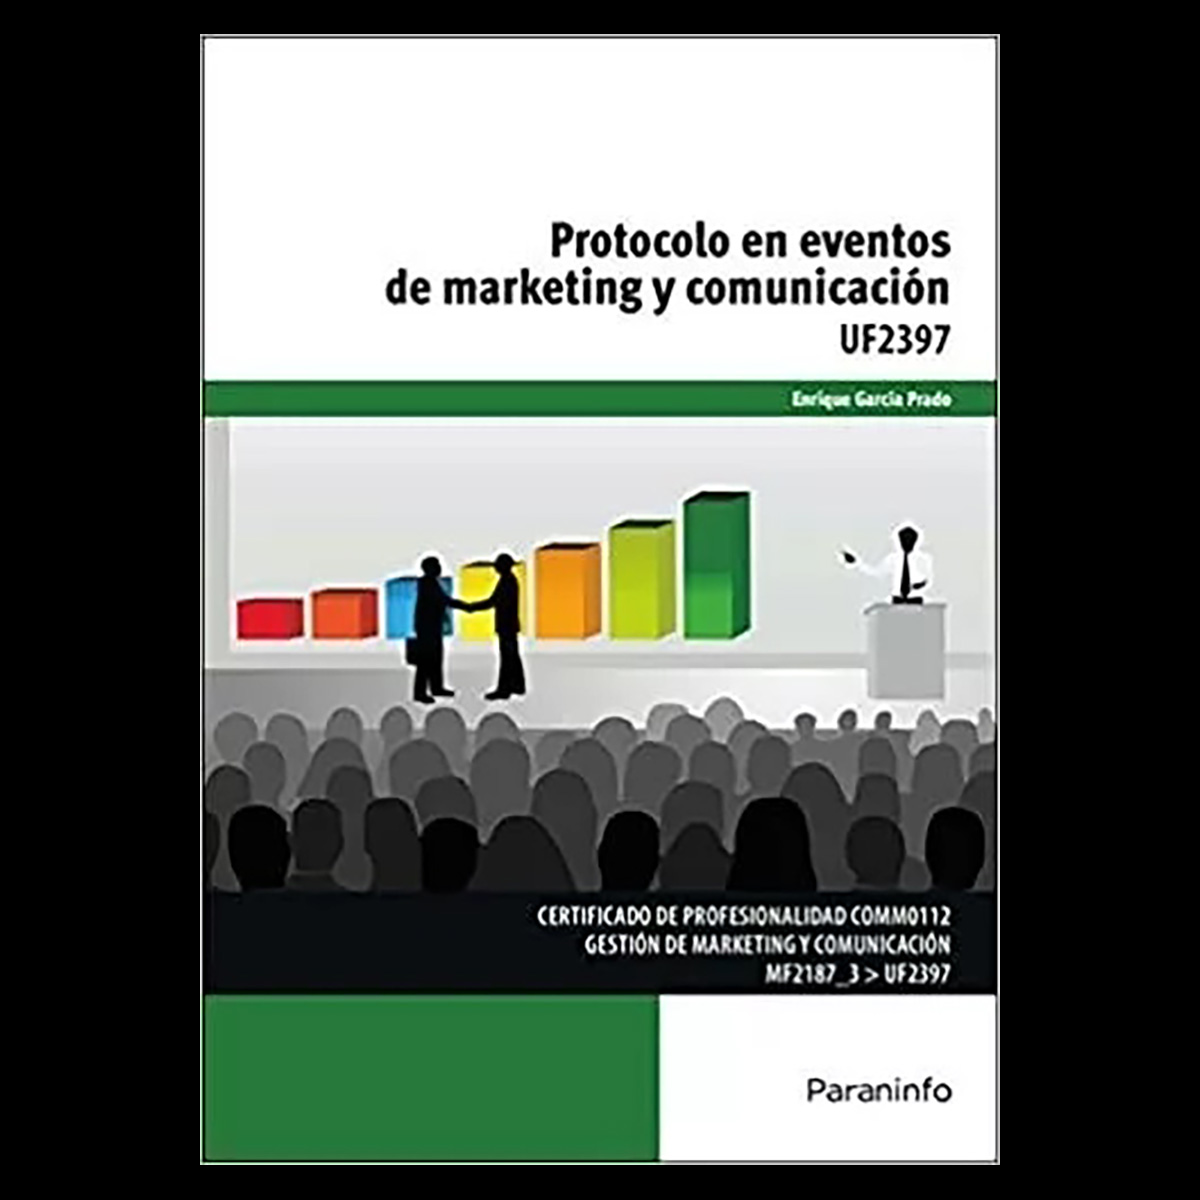 Protocolo en eventos
de marketing y comunicación
UF2397
Enrique García Prado
CERTIFICADO DE PROFESIONALIDAD COMM0112
GESTIÓN DE MARKETING Y COMUNICACIÓN
MF2187_3 > UF2397
Paraninfo